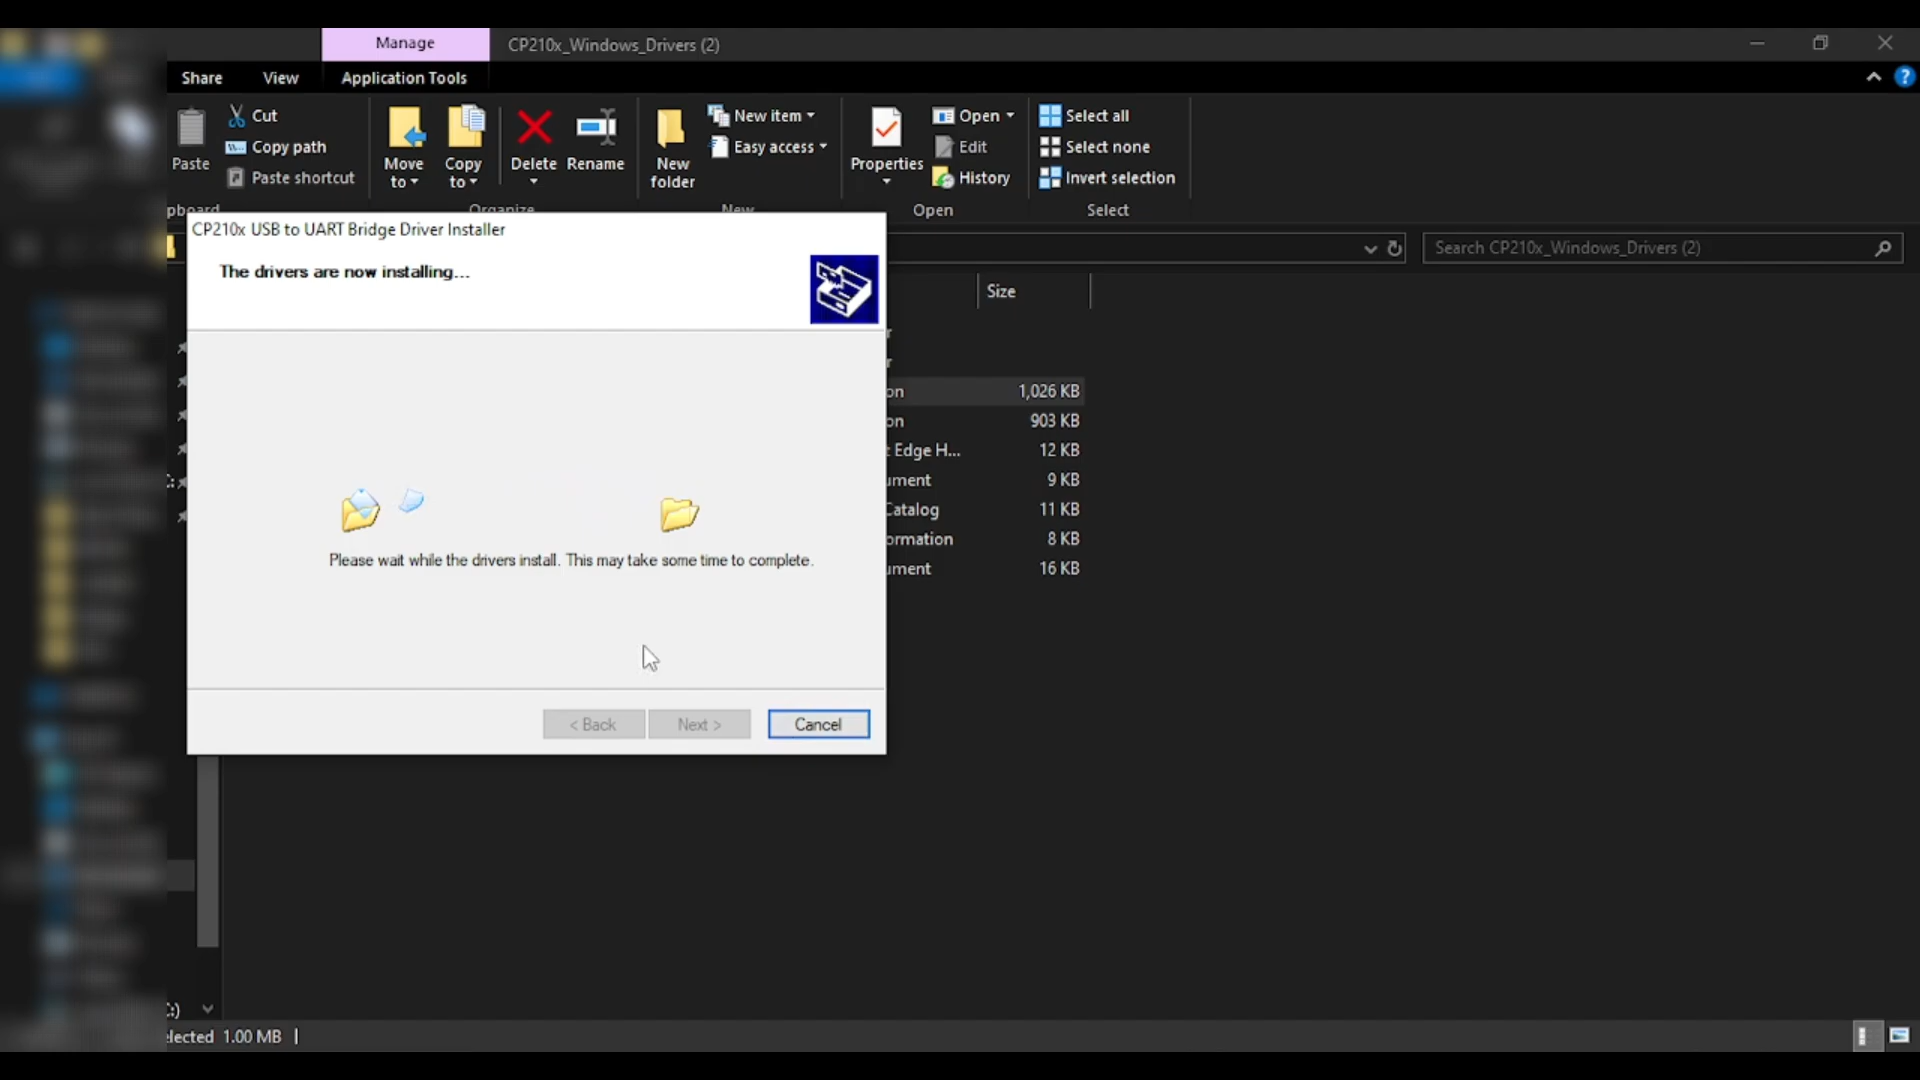 Manage
CP210x_Windows_Drivers (2)
Share View Application Tools
Cut
Copy path
Paste shortcut
Paste
Move to
Copy to
Delete
Rename
New folder
New item
Easy access
Properties
Open
Edit
History
Select all
Select none
Invert selection
Organize
New
Open
Select
CP210x USB to UART Bridge Driver Installer
The drivers are now installing...
Please wait while the drivers install. This may take some time to complete.
< Back
Next >
Cancel
Search CP210x_Windows_Drivers (2)
Size
on 1,026 KB
on 903 KB
t Edge H... 12 KB
ument 9 KB
Catalog 11 KB
ormation 8 KB
ument 16 KB
elected 1.00 MB